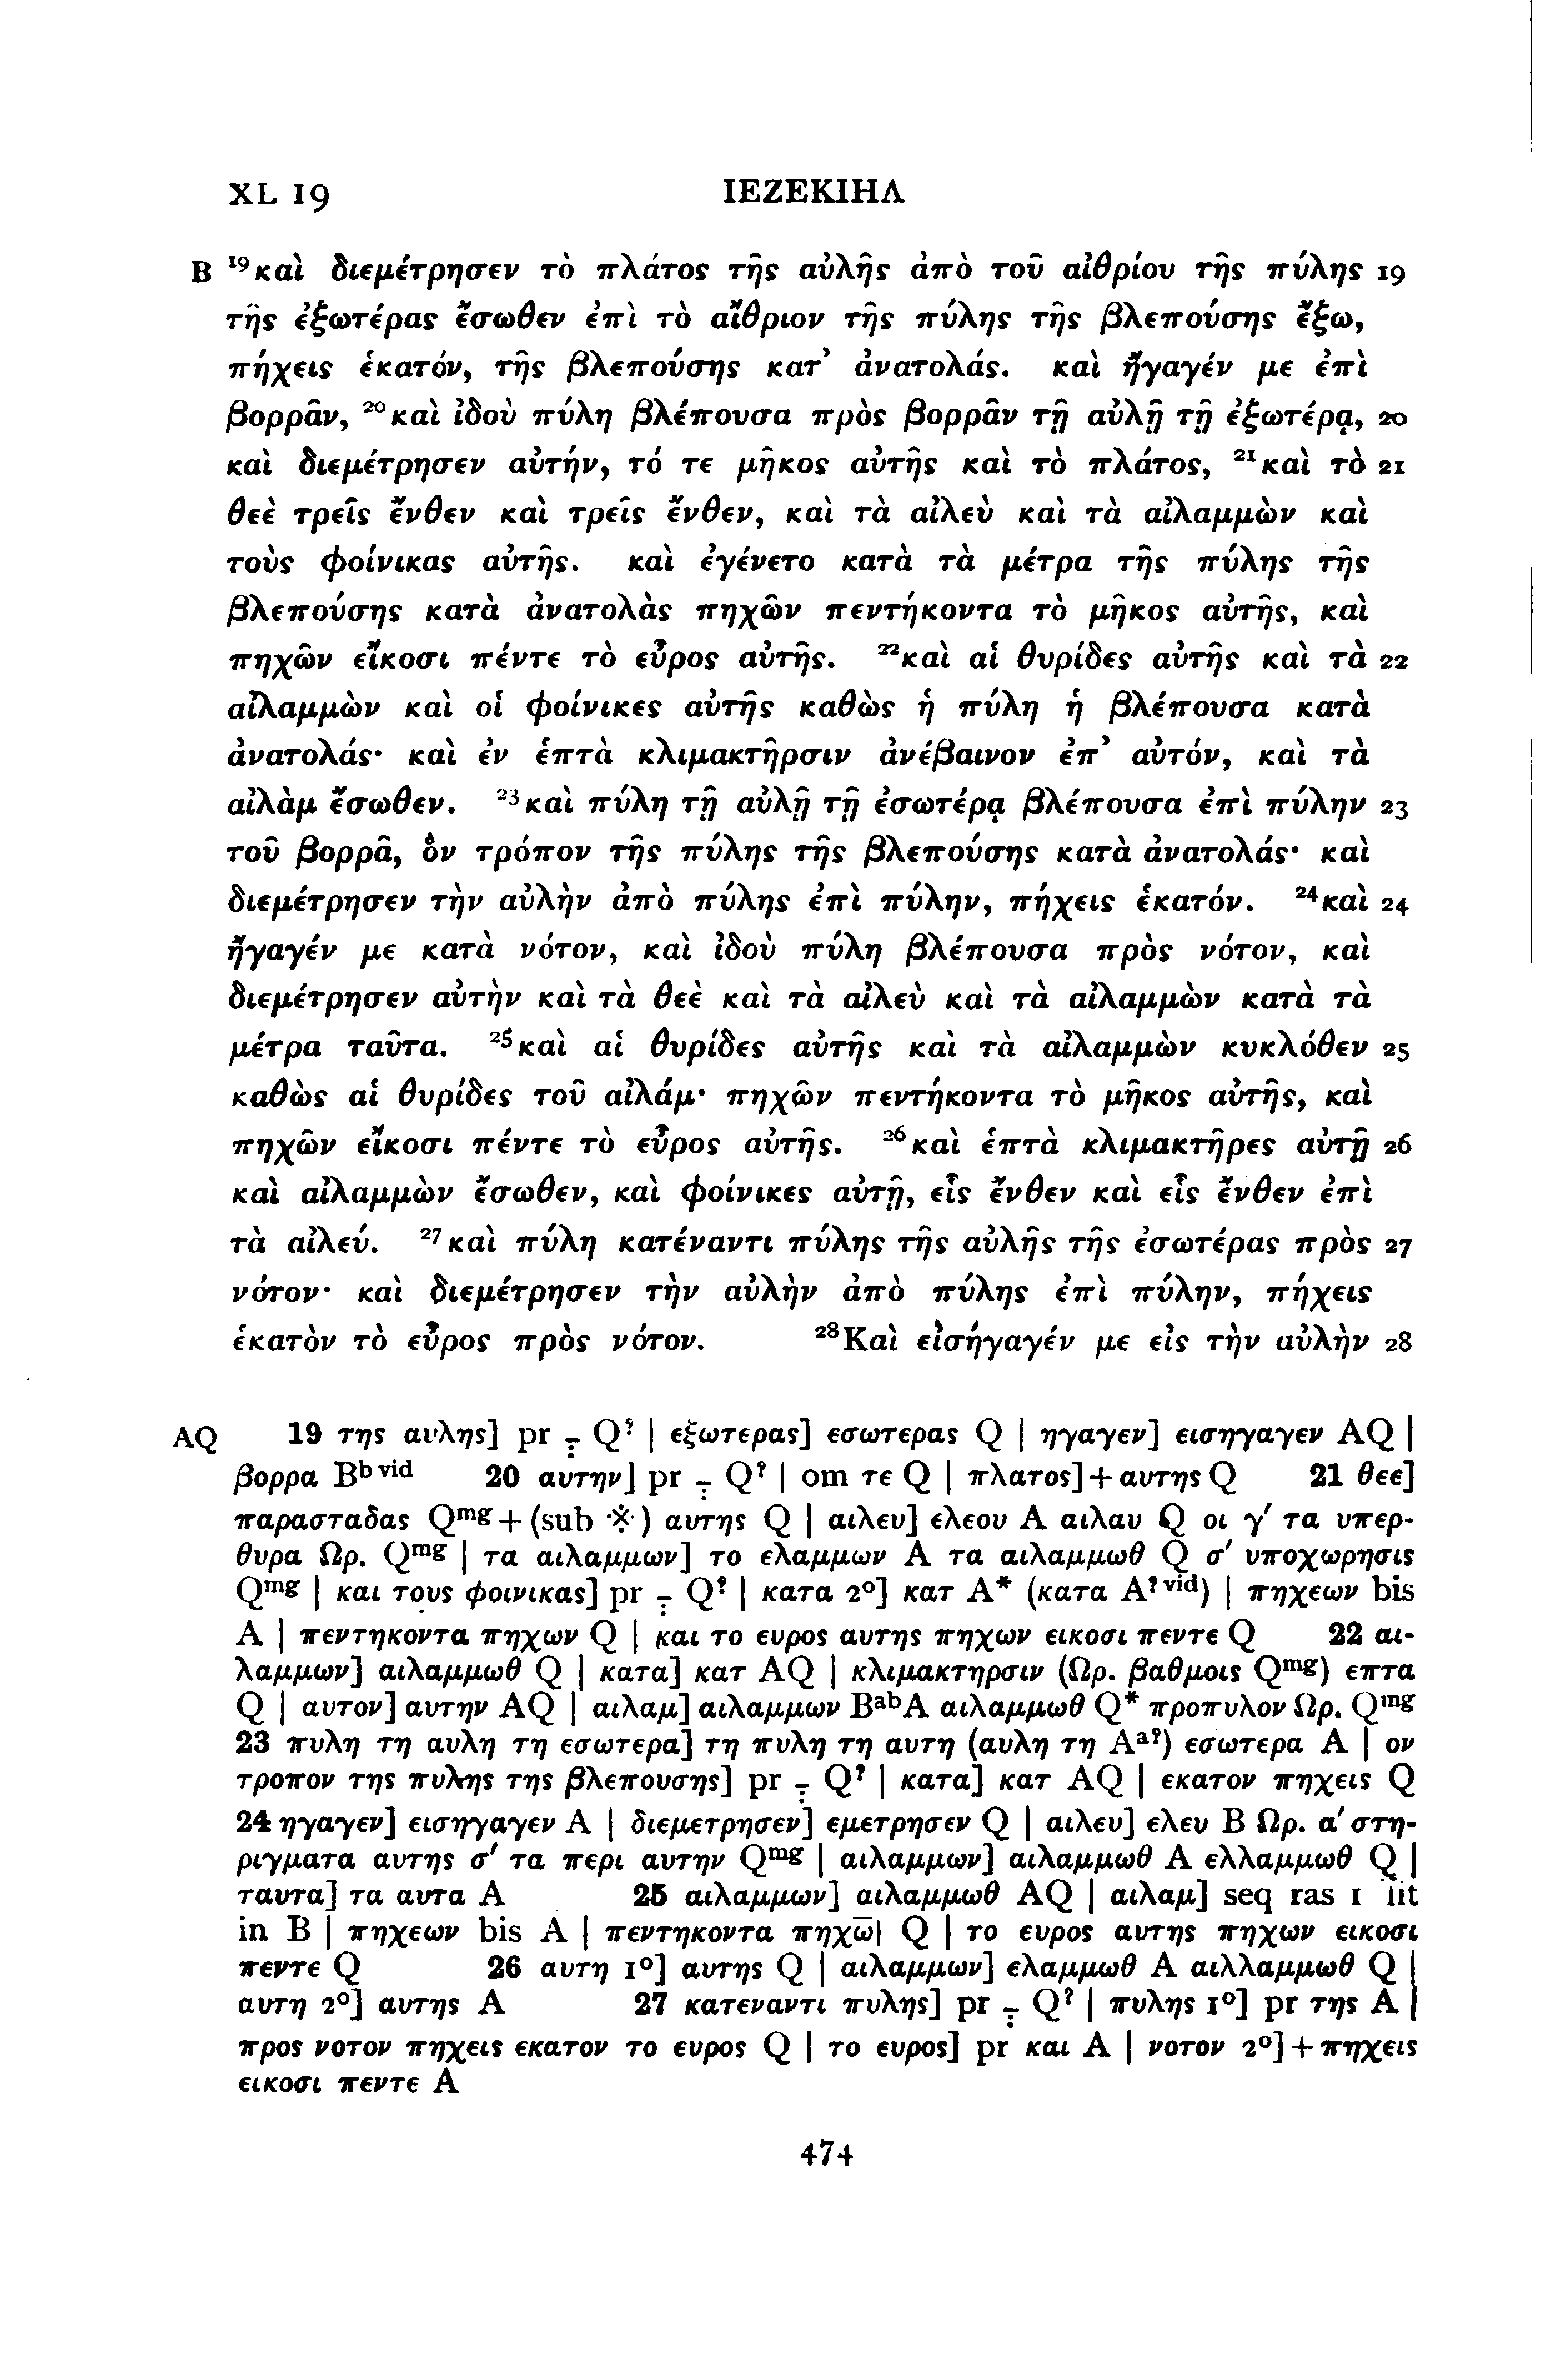 XL 19 ΙΕΖΕΚΙΗΛ
B ¹⁹καὶ διεμέτρησεν τὸ πλάτος τῆς αὐλῆς ἀπὸ τοῦ αἰθρίου τῆς πύλης 19
τῆς ἐξωτέρας ἔσωθεν ἐπὶ τὸ αἴθριον τῆς πύλης τῆς βλεπούσης ἔξω,
πήχεις ἑκατόν, τῆς βλεπούσης κατ’ ἀνατολάς. καὶ ἤγαγέν με ἐπὶ
βορρᾶν, ²⁰καὶ ἰδοὺ πύλη βλέπουσα πρὸς βορρᾶν τῇ αὐλῇ τῇ ἐξωτέρᾳ, 20
καὶ διεμέτρησεν αὐτήν, τό τε μῆκος αὐτῆς καὶ τὸ πλάτος, ²¹καὶ τὸ 21
θεὲ τρεῖς ἔνθεν καὶ τρεῖς ἔνθεν, καὶ τὰ αἰλεὺ καὶ τὰ αἰλαμμὼν καὶ
τοὺς φοίνικας αὐτῆς. καὶ ἐγένετο κατὰ τὰ μέτρα τῆς πύλης τῆς
βλεπούσης κατὰ ἀνατολὰς πηχῶν πεντήκοντα τὸ μῆκος αὐτῆς, καὶ
πηχῶν εἴκοσι πέντε τὸ εὖρος αὐτῆς. ²²καὶ αἱ θυρίδες αὐτῆς καὶ τὰ 22
αἰλαμμὼν καὶ οἱ φοίνικες αὐτῆς καθὼς ἡ πύλη ἡ βλέπουσα κατὰ
ἀνατολάς· καὶ ἐν ἑπτὰ κλιμακτῆρσιν ἀνέβαινον ἐπ’ αὐτόν, καὶ τὰ
αἰλὰμ ἔσωθεν. ²³καὶ πύλη τῇ αὐλῇ τῇ ἐσωτέρᾳ βλέπουσα ἐπὶ πύλην 23
τοῦ βορρᾶ, ὃν τρόπον τῆς πύλης τῆς βλεπούσης κατὰ ἀνατολάς· καὶ
διεμέτρησεν τὴν αὐλὴν ἀπὸ πύλης ἐπὶ πύλην, πήχεις ἑκατόν. ²⁴καὶ 24
ἤγαγέν με κατὰ νότον, καὶ ἰδοὺ πύλη βλέπουσα πρὸς νότον, καὶ
διεμέτρησεν αὐτὴν καὶ τὰ θεὲ καὶ τὰ αἰλεὺ καὶ τὰ αἰλαμμὼν κατὰ τὰ
μέτρα ταῦτα. ²⁵καὶ αἱ θυρίδες αὐτῆς καὶ τὰ αἰλαμμὼν κυκλόθεν 25
καθὼς αἱ θυρίδες τοῦ αἰλάμ· πηχῶν πεντήκοντα τὸ μῆκος αὐτῆς, καὶ
πηχῶν εἴκοσι πέντε τὸ εὖρος αὐτῆς. ²⁶καὶ ἑπτὰ κλιμακτῆρες αὐτῇ 26
καὶ αἰλαμμὼν ἔσωθεν, καὶ φοίνικες αὐτῇ, εἷς ἔνθεν καὶ εἷς ἔνθεν ἐπὶ
τὰ αἰλεύ. ²⁷καὶ πύλη κατέναντι πύλης τῆς αὐλῆς τῆς ἐσωτέρας πρὸς 27
νότον· καὶ διεμέτρησεν τὴν αὐλὴν ἀπὸ πύλης ἐπὶ πύλην, πήχεις
ἑκατὸν τὸ εὖρος πρὸς νότον. ²⁸Καὶ εἰσήγαγέν με εἰς τὴν αὐλὴν 28
AQ 19 της αυλης] pr ⨪ Q? | εξωτερας] εσωτερας Q | ηγαγεν] εισηγαγεν AQ |
βορρα Bᵇ ᵛⁱᵈ 20 αυτην] pr ⨪ Q? | om τε Q | πλατος] + αυτης Q 21 θεε]
παρασταδας Qᵐᵍ + (sub ※) αυτης Q | αιλευ] ελεου A αιλαυ Q οι γ′ τα υπερ-
θυρα Ωρ. Qᵐᵍ | τα αιλαμμων] το ελαμμων A τα αιλαμμωθ Q σ′ υποχωρησις
Qᵐᵍ | και τους φοινικας] pr ⨪ Q? | κατα 2°] κατ A* (κατα A? ᵛⁱᵈ) | πηχεων bis
A | πεντηκοντα πηχων Q | και το ευρος αυτης πηχων εικοσι πεντε Q 22 αι-
λαμμων] αιλαμμωθ Q | κατα] κατ AQ | κλιμακτηρσιν (Ωρ. βαθμοις Qᵐᵍ) επτα
Q | αυτον] αυτην AQ | αιλαμ] αιλαμμων BᵃᵇA αιλαμμωθ Q* προπυλον Ωρ. Qᵐᵍ
23 πυλη τη αυλη τη εσωτερα] τη πυλη τη αυτη (αυλη τη Aᵃ?) εσωτερα A | ον
τροπον της πυλης της βλεπουσης] pr ⨪ Q? | κατα] κατ AQ | εκατον πηχεις Q
24 ηγαγεν] εισηγαγεν A | διεμετρησεν] εμετρησεν Q | αιλευ] ελευ B Ωρ. α′ στη-
ριγματα αυτης σ′ τα περι αυτην Qᵐᵍ | αιλαμμων] αιλαμμωθ A ελλαμμωθ Q |
ταυτα] τα αυτα A 25 αιλαμμων] αιλαμμωθ AQ | αιλαμ] seq ras 1 lit
in B | πηχεων bis A | πεντηκοντα πηχω̅| Q | το ευρος αυτης πηχων εικοσι
πεντε Q 26 αυτη 1°] αυτης Q | αιλαμμων] ελαμμωθ A αιλλαμμωθ Q |
αυτη 2°] αυτης A 27 κατεναντι πυλης] pr ⨪ Q? | πυλης 1°] pr της A |
προς νοτον πηχεις εκατον το ευρος Q | το ευρος] pr και A | νοτον 2°] + πηχεις
εικοσι πεντε A
474